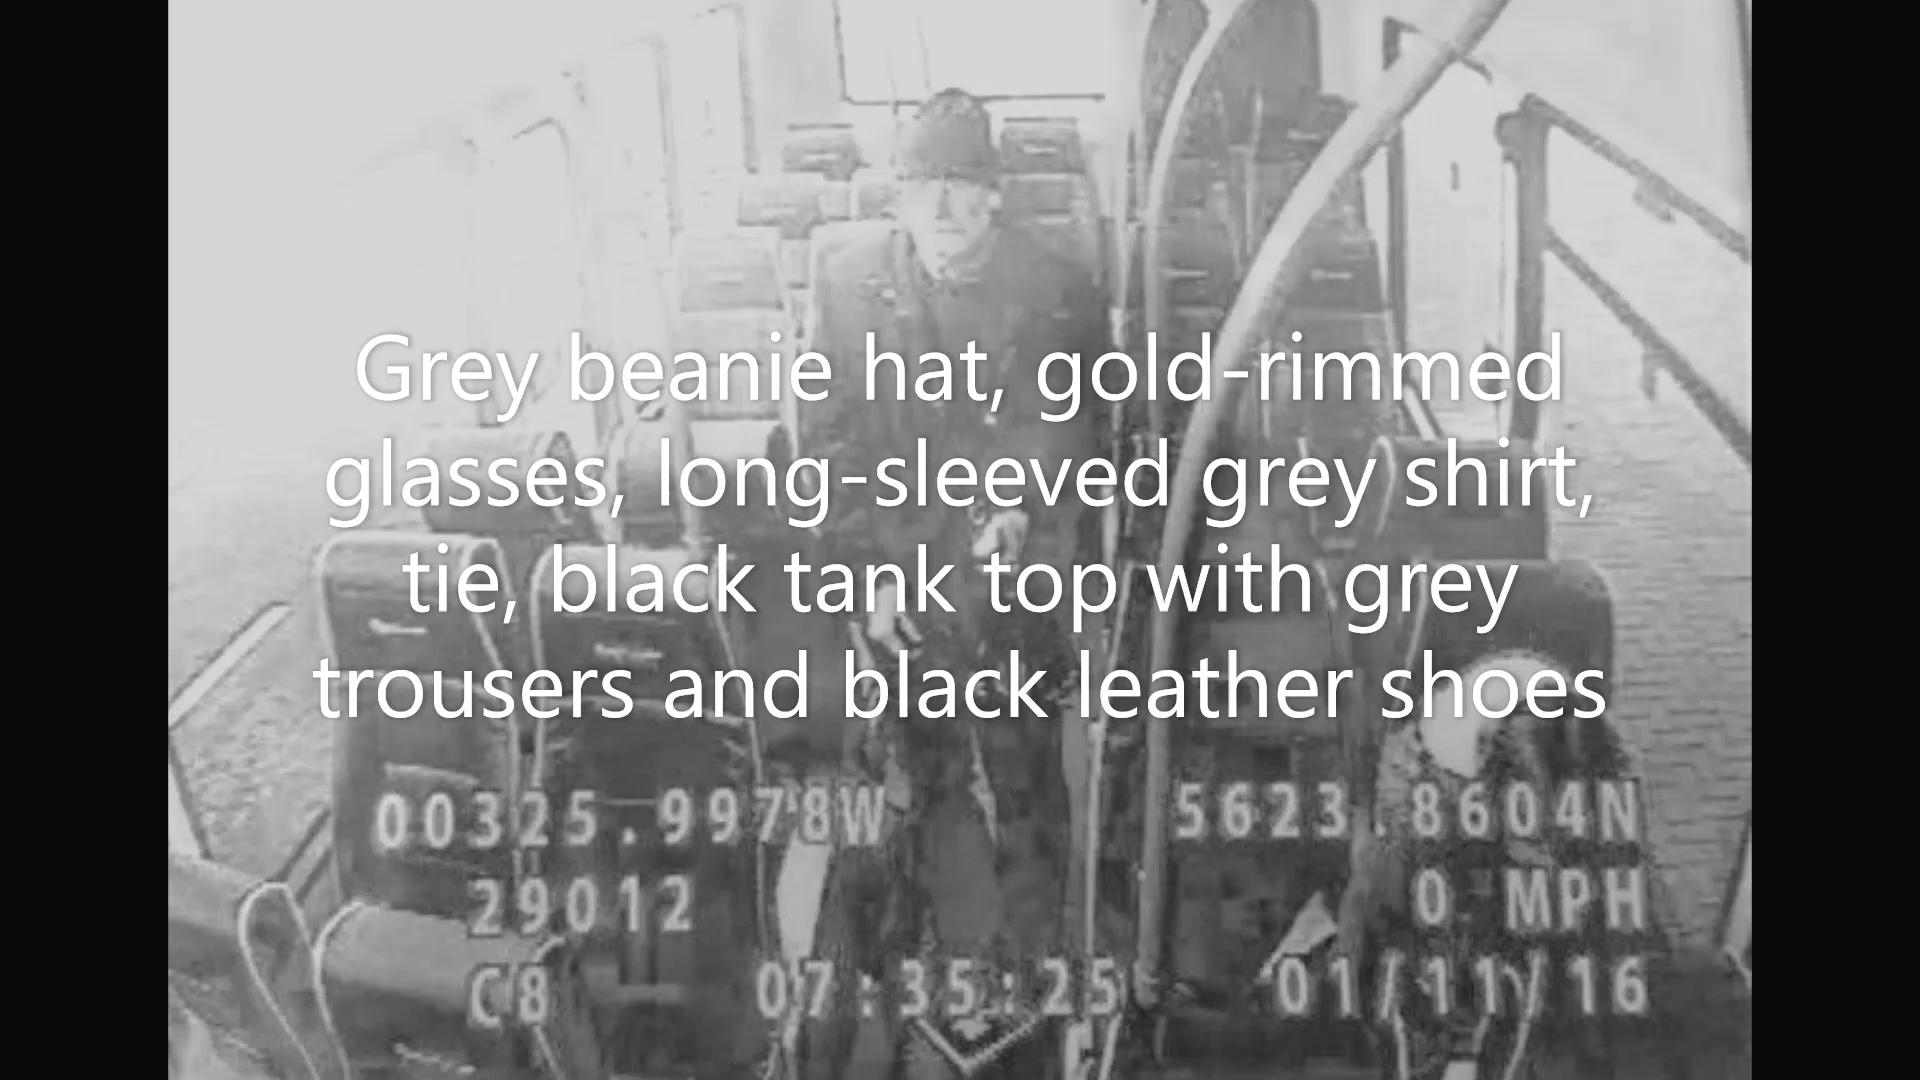 Grey beanie hat, gold-rimmed
glasses, long-sleeved grey shirt,
tie, black tank top with grey
trousers and black leather shoes
00325.9978W 5623.8604N
29012 0 MPH
C8 07:35:25 01/11/16